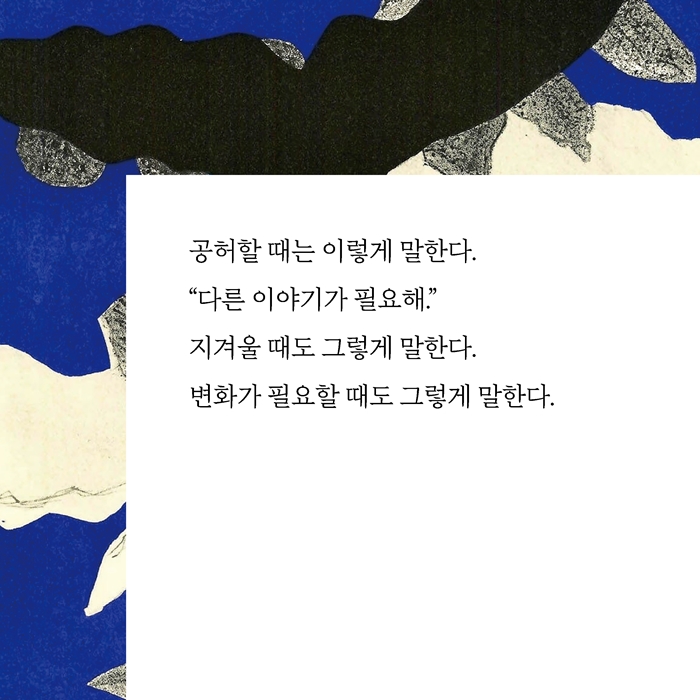 공허할 때는 이렇게 말한다.
“다른 이야기가 필요해.”
지겨울 때도 그렇게 말한다.
변화가 필요할 때도 그렇게 말한다.